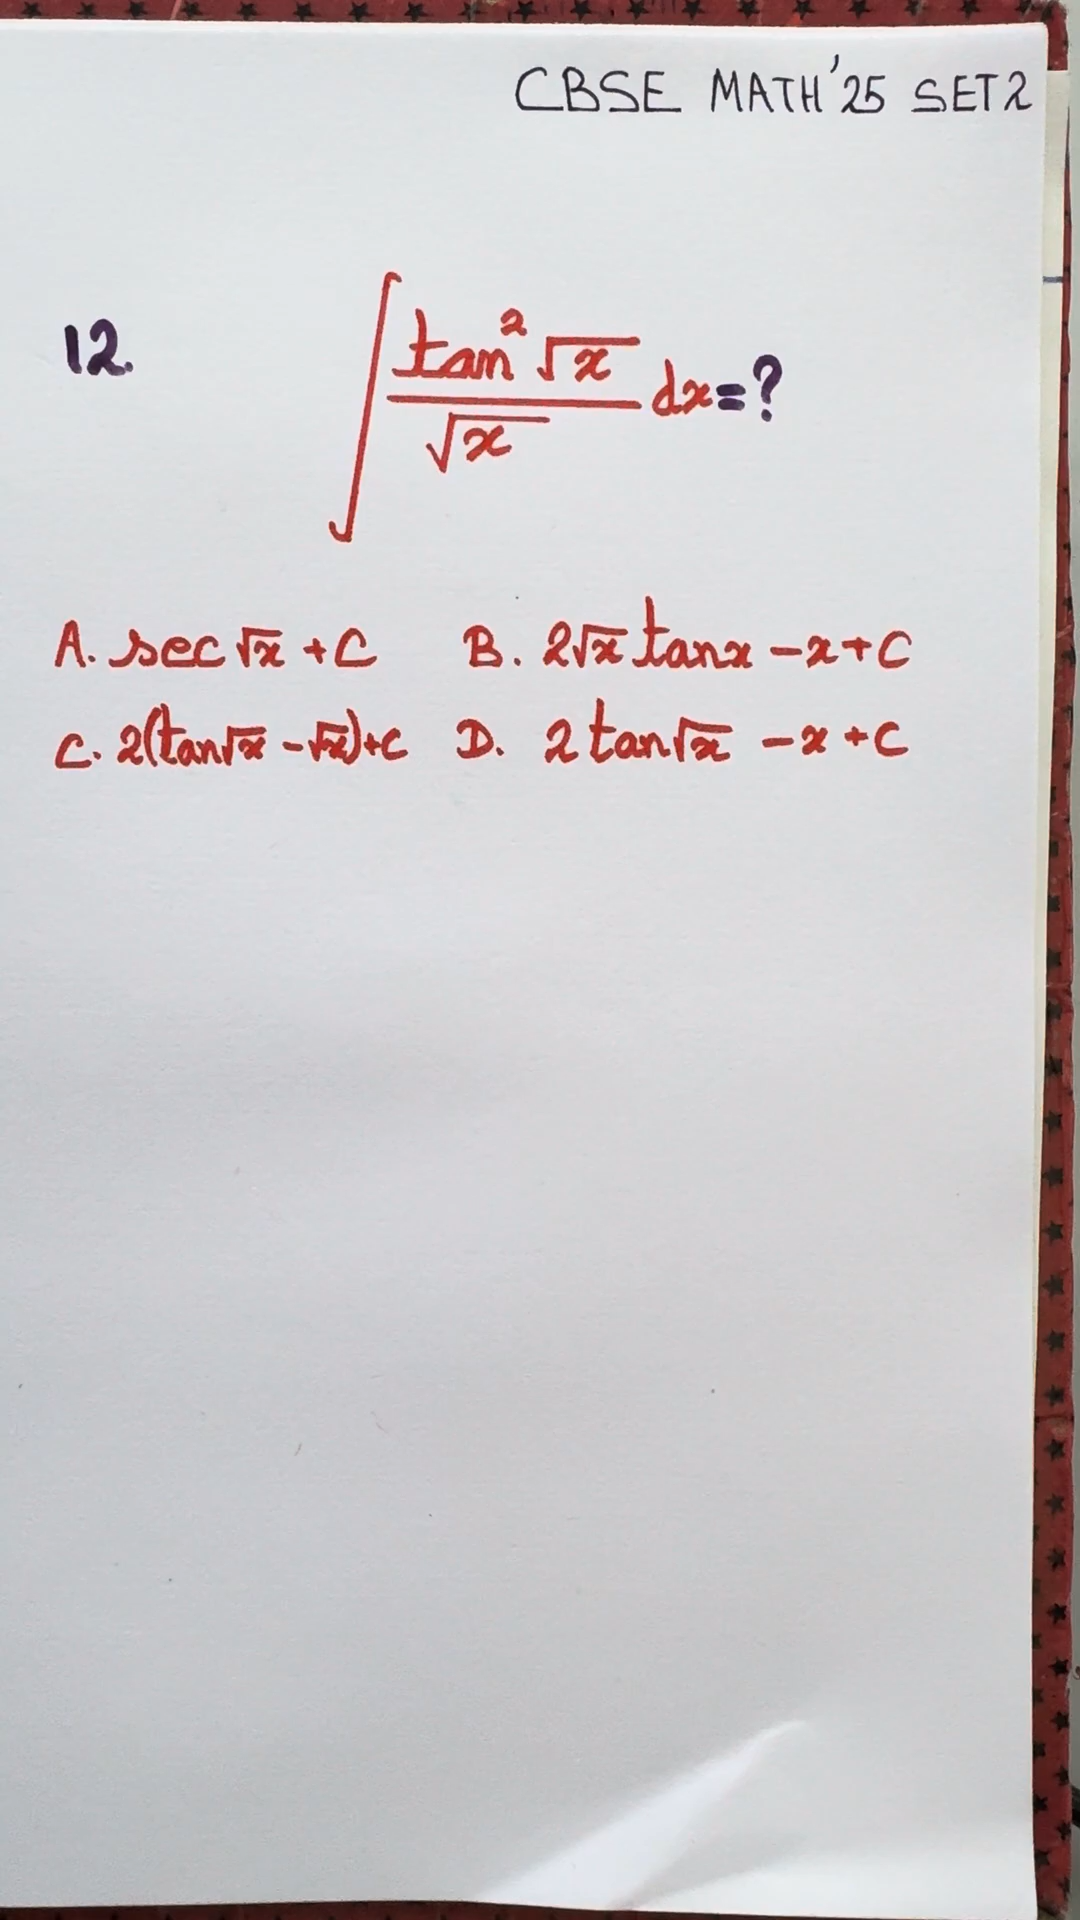 CBSE MATH'25 SET2
12. ∫ tan² √x / √x dx = ?
A. sec √x + C B. 2√x tanx - x + C
C. 2(tan√x - √x) + C D. 2 tan√x - x + C